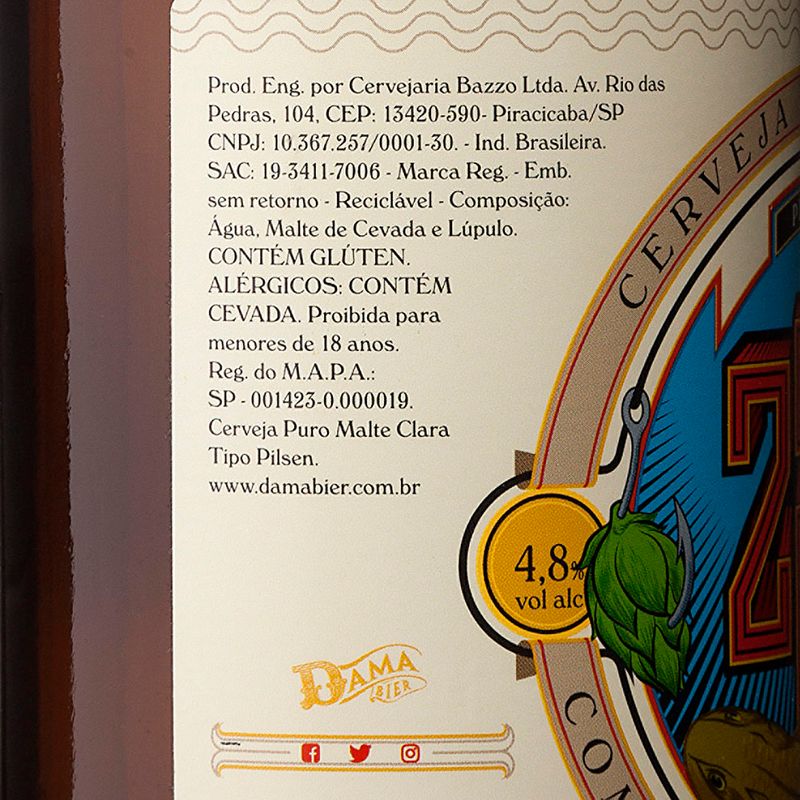 Prod. Eng. por Cervejaria Bazzo Ltda. Av. Rio das
Pedras, 104, CEP: 13420-590- Piracicaba/SP
CNPJ: 10.367.257/0001-30. - Ind. Brasileira.
SAC: 19-3411-7006 - Marca Reg. - Emb.
sem retorno - Reciclável - Composição:
Água, Malte de Cevada e Lúpulo.
CONTÉM GLÚTEN.
ALÉRGICOS: CONTÉM
CEVADA. Proibida para
menores de 18 anos.
Reg. do M.A.P.A.:
SP - 001423-0.000019.
Cerveja Puro Malte Clara
Tipo Pilsen.
www.damabier.com.br
CERVEJA
4,8%
vol alc
DAMA
BIER